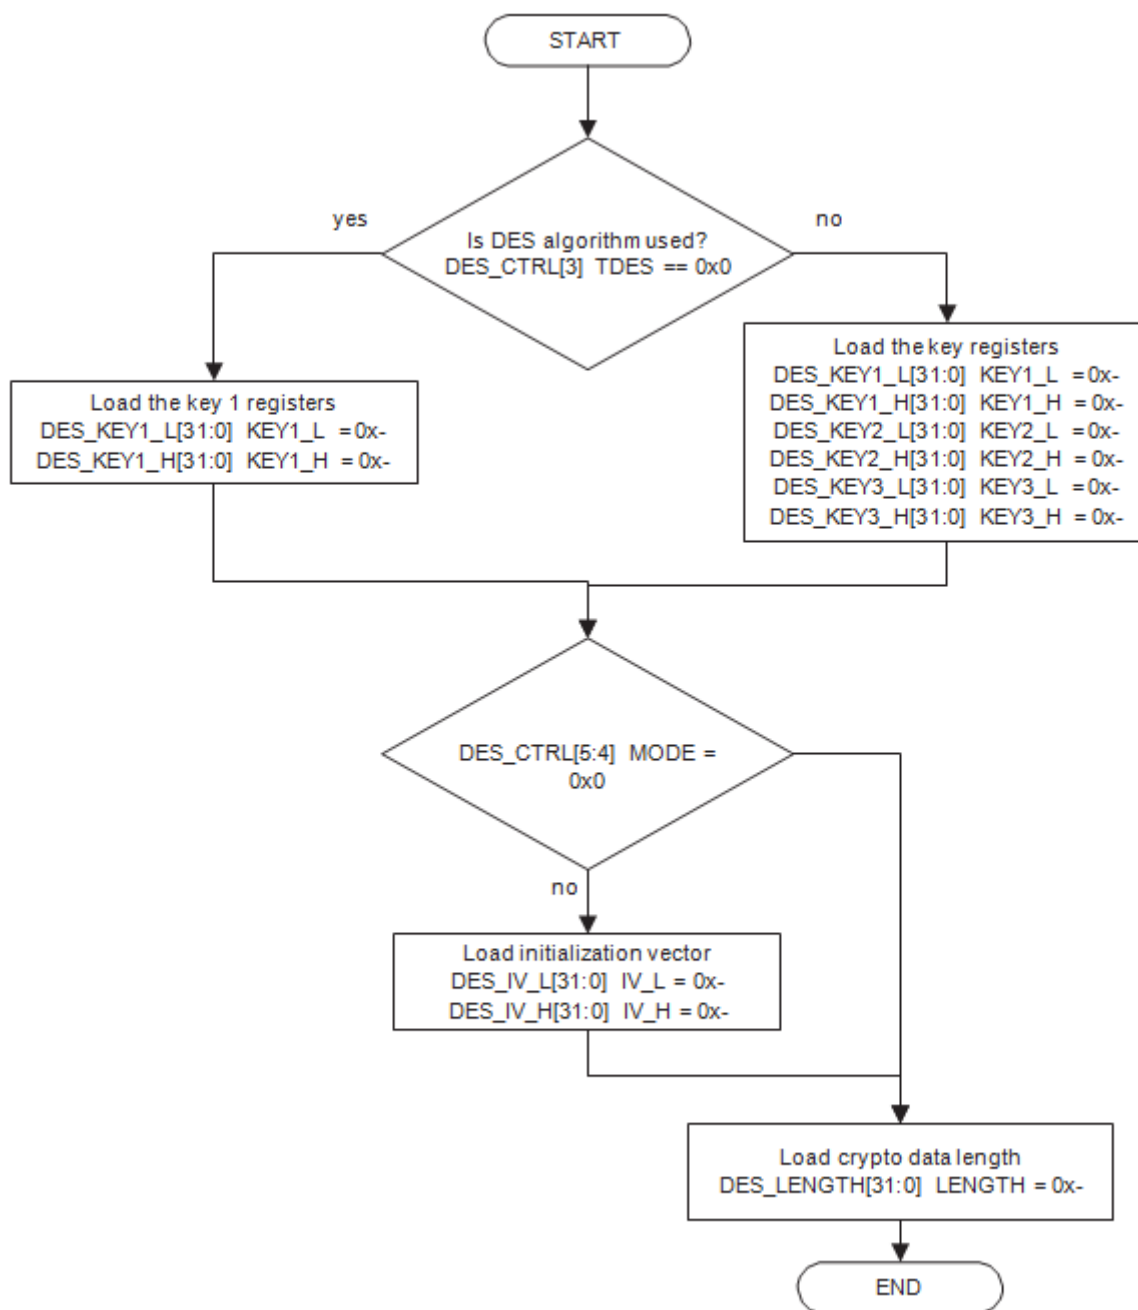 START
Is DES algorithm used?
DES_CTRL[3] TDES == 0x0
yes
no
Load the key 1 registers
DES_KEY1_L[31:0] KEY1_L = 0x-
DES_KEY1_H[31:0] KEY1_H = 0x-
Load the key registers
DES_KEY1_L[31:0] KEY1_L = 0x-
DES_KEY1_H[31:0] KEY1_H = 0x-
DES_KEY2_L[31:0] KEY2_L = 0x-
DES_KEY2_H[31:0] KEY2_H = 0x-
DES_KEY3_L[31:0] KEY3_L = 0x-
DES_KEY3_H[31:0] KEY3_H = 0x-
DES_CTRL[5:4] MODE =
0x0
no
Load initialization vector
DES_IV_L[31:0] IV_L = 0x-
DES_IV_H[31:0] IV_H = 0x-
Load crypto data length
DES_LENGTH[31:0] LENGTH = 0x-
END